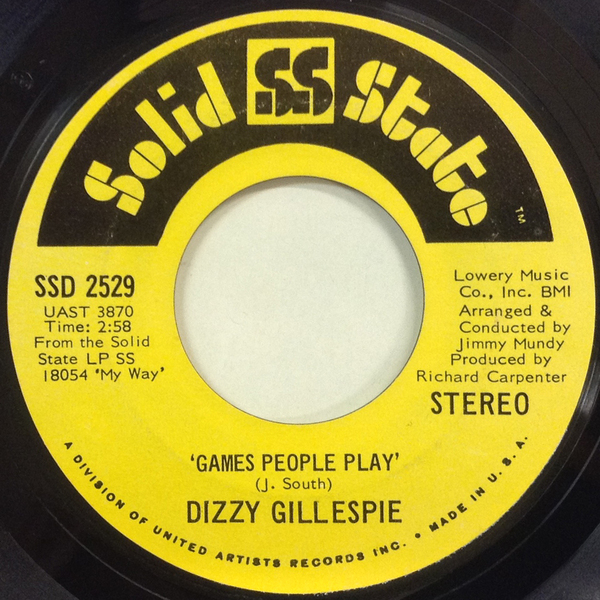 Solid SS State
TM
SSD 2529
UAST 3870
Time: 2:58
From the Solid
State LP SS
18054 'My Way'
Lowery Music
Co., Inc. BMI
Arranged &
Conducted by
Jimmy Mundy
Produced by
Richard Carpenter
STEREO
'GAMES PEOPLE PLAY'
(J. South)
DIZZY GILLESPIE
A DIVISION OF UNITED ARTISTS RECORDS INC. • MADE IN U.S.A.